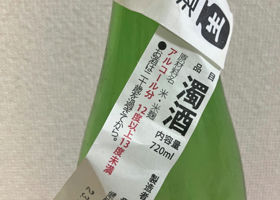 生
品目
濁酒
原材料名 米・米麹
アルコール分 12度以上13度未満
内容量
720ml
●お酒は二十歳を過ぎてから。
製造者